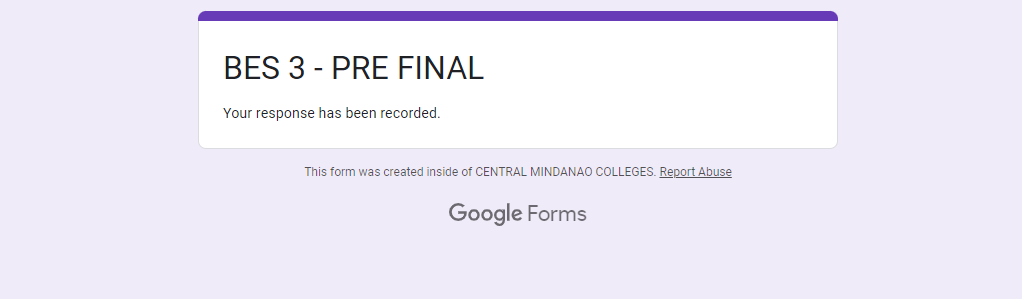 BES 3 - PRE FINAL
Your response has been recorded.
This form was created inside of CENTRAL MINDANAO COLLEGES. Report Abuse
Google Forms